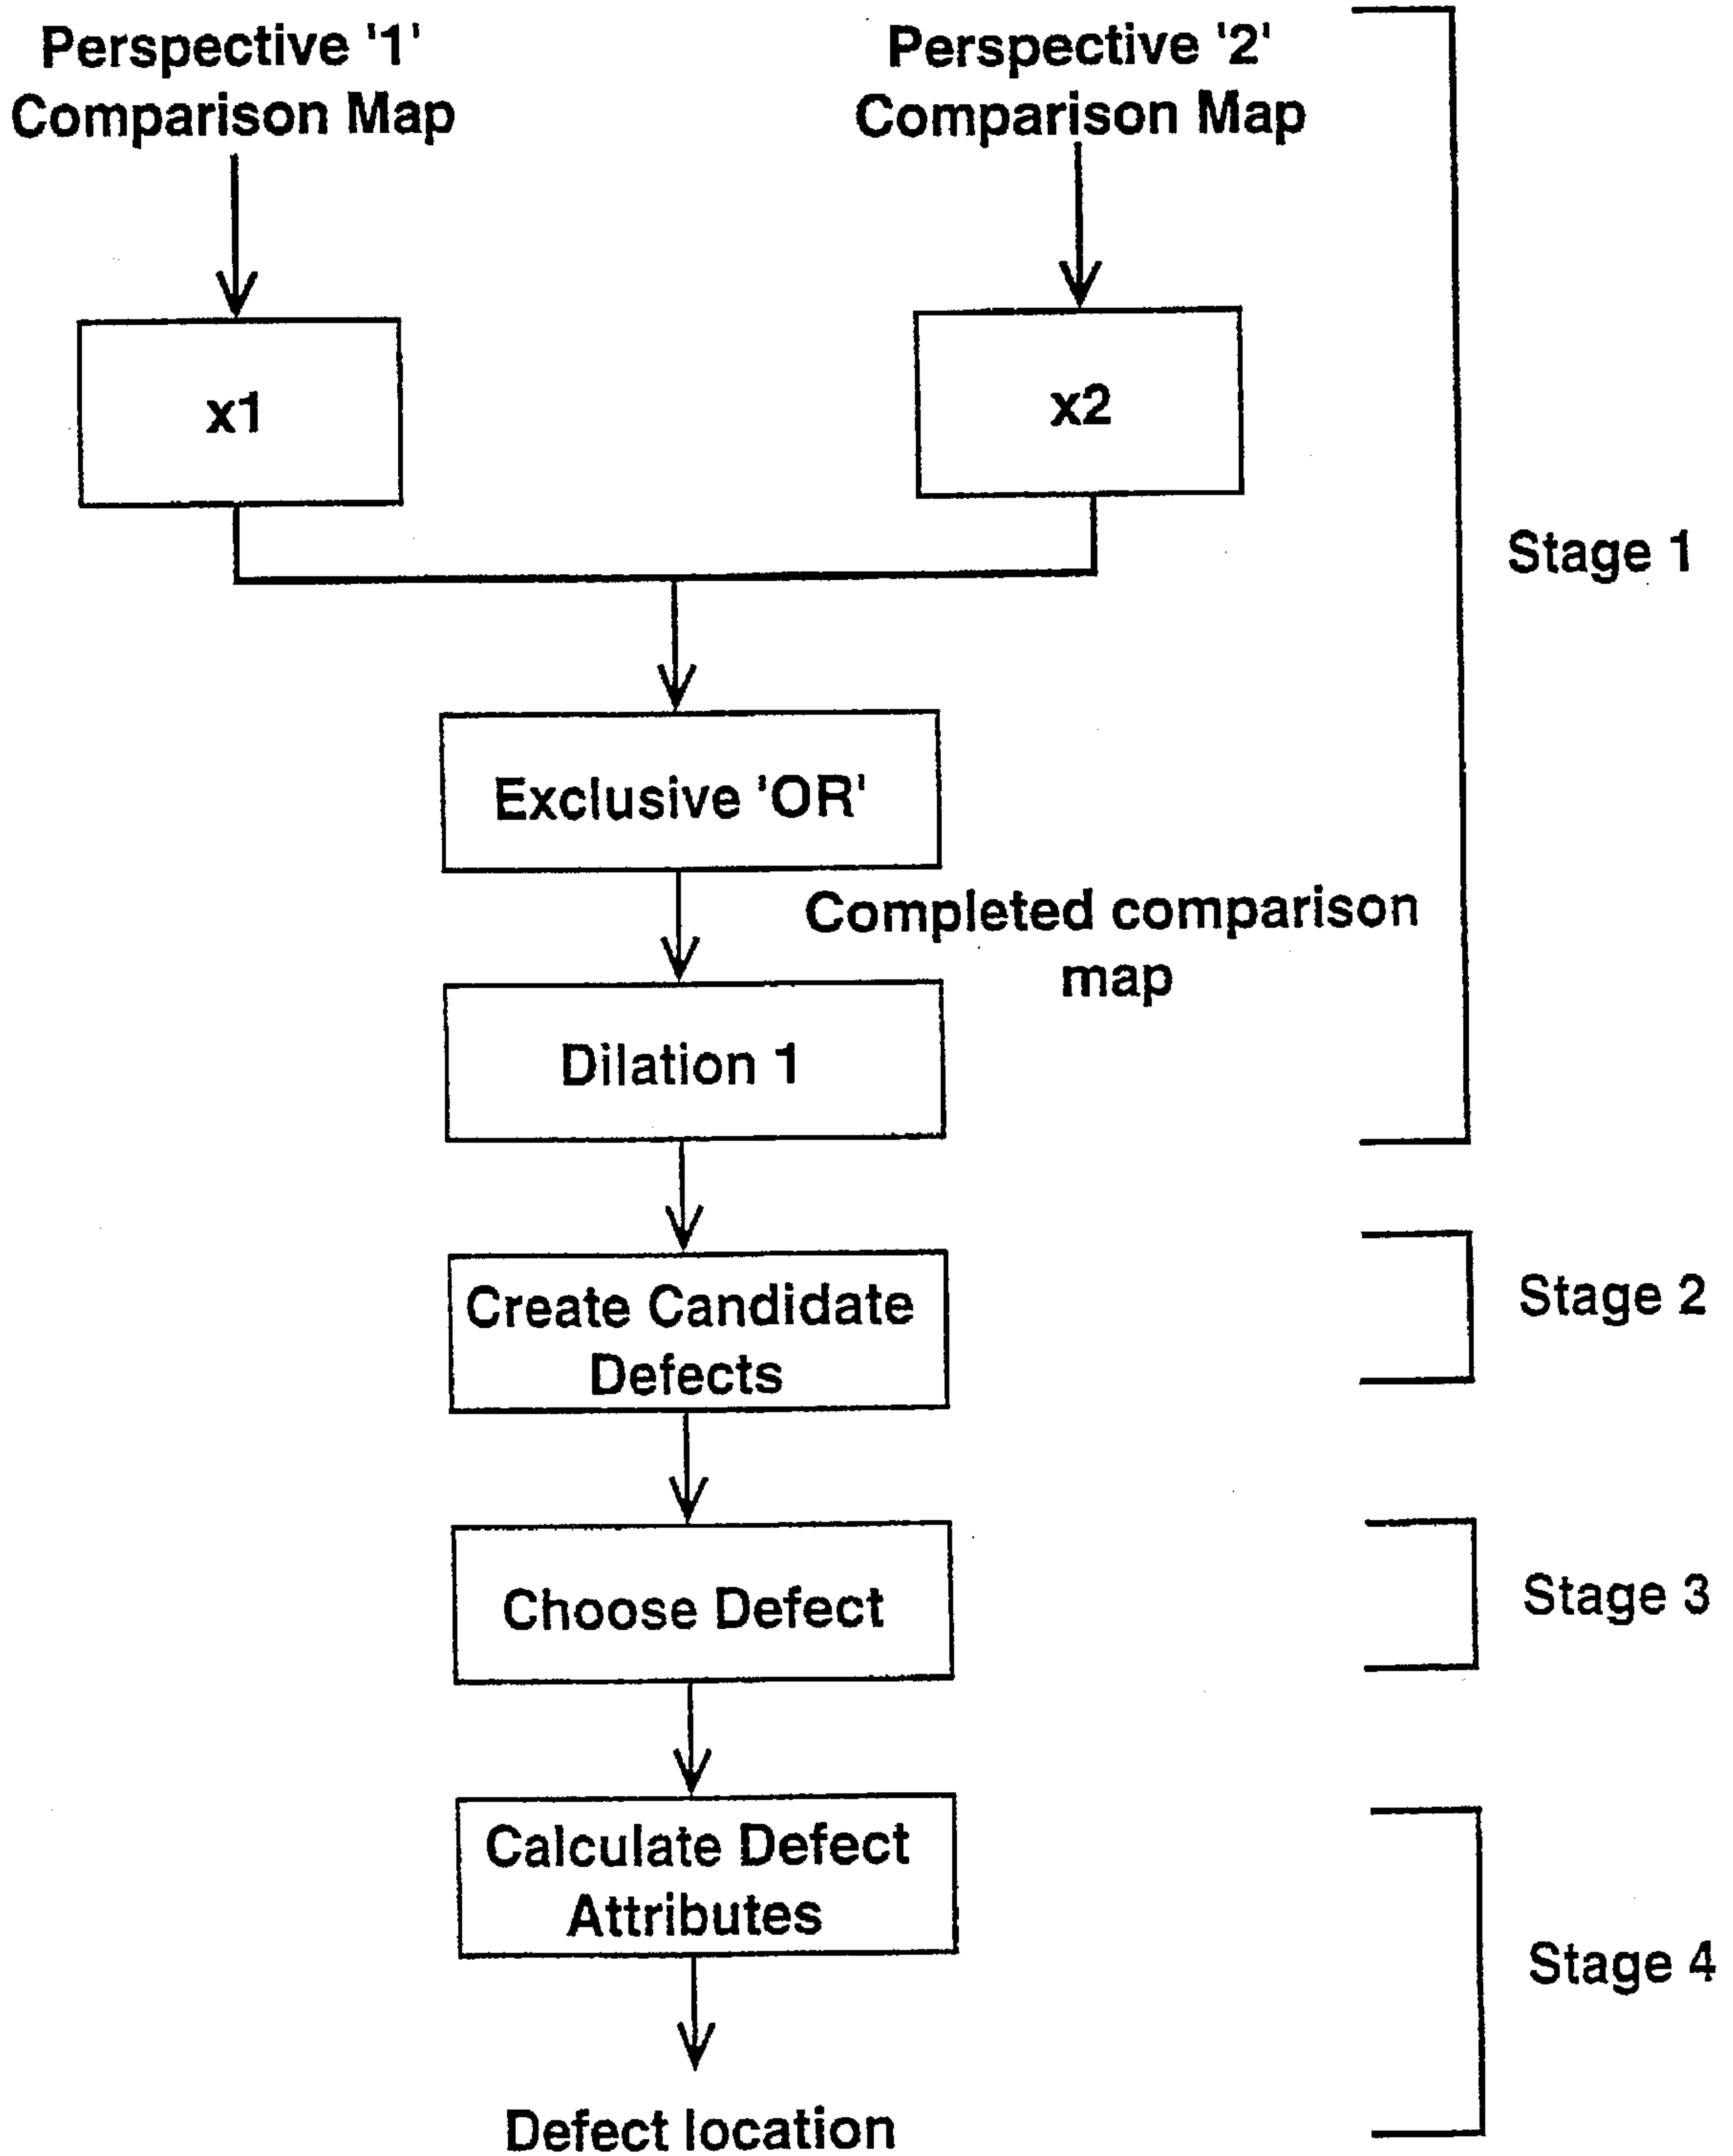 Perspective '1'
Comparison Map
Perspective '2'
Comparison Map
x1
x2
Stage 1
Exclusive 'OR'
Completed comparison
map
Dilation 1
Create Candidate
Defects
Stage 2
Choose Defect
Stage 3
Calculate Defect
Attributes
Stage 4
Defect location